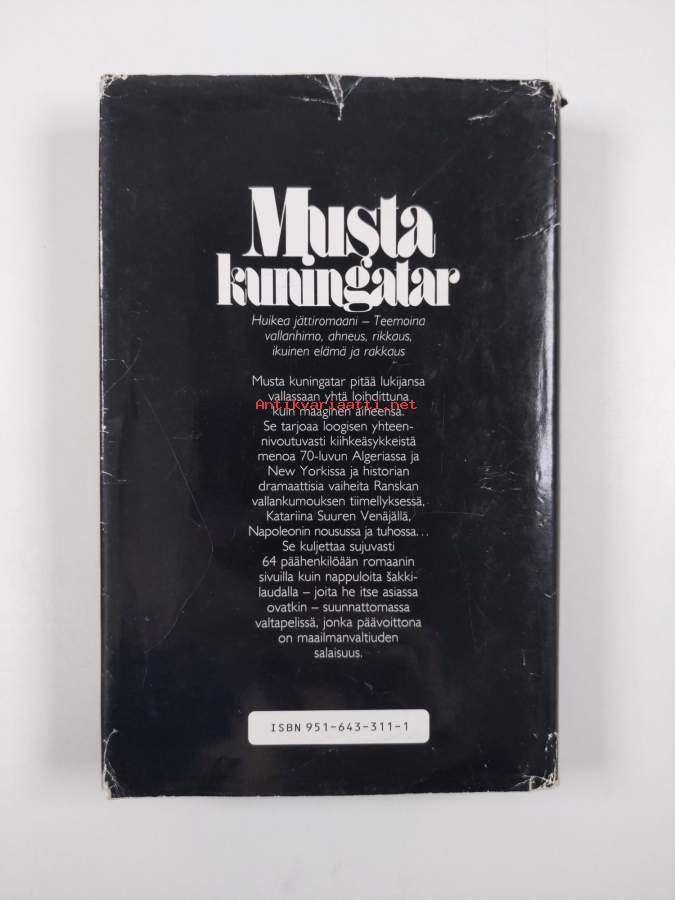 Musta
kuningatar
Huikea jättiromaani – Teemoina
vallanhimo, ahneus, rikkaus,
ikuinen elämä ja rakkaus
Musta kuningatar pitää lukijansa
vallassaan yhtä loihdittuna
Antikvariaatti.net
kuin maaginen aiheensa.
Se tarjoaa loogisen yhteen-
nivoutuvasti kiihkeäsykkeistä
menoa 70-luvun Algeriassa ja
New Yorkissa ja historian
dramaattisia vaiheita Ranskan
vallankumouksen tiimellyksessä,
Katariina Suuren Venäjällä,
Napoleonin nousussa ja tuhossa...
Se kuljettaa sujuvasti
64 päähenkilöään romaanin
sivuilla kuin nappuloita šakki-
laudalla – joita he itse asiassa
ovatkin – suunnattomassa
valtapelissä, jonka päävoittona
on maailmanvaltiuden
salaisuus.
ISBN 951-643-311-1